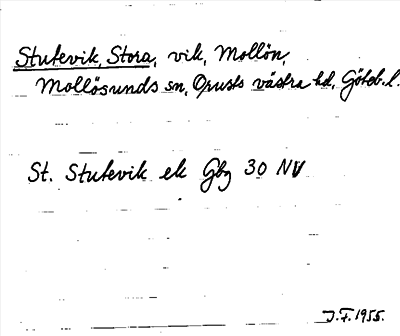 Stutevik, Stora, vik, Mollön,
Mollösunds sn, Orusts västra hd, Göteb. l.
St. Stutevik ek Gbg 30 NV
J.F. 1955.